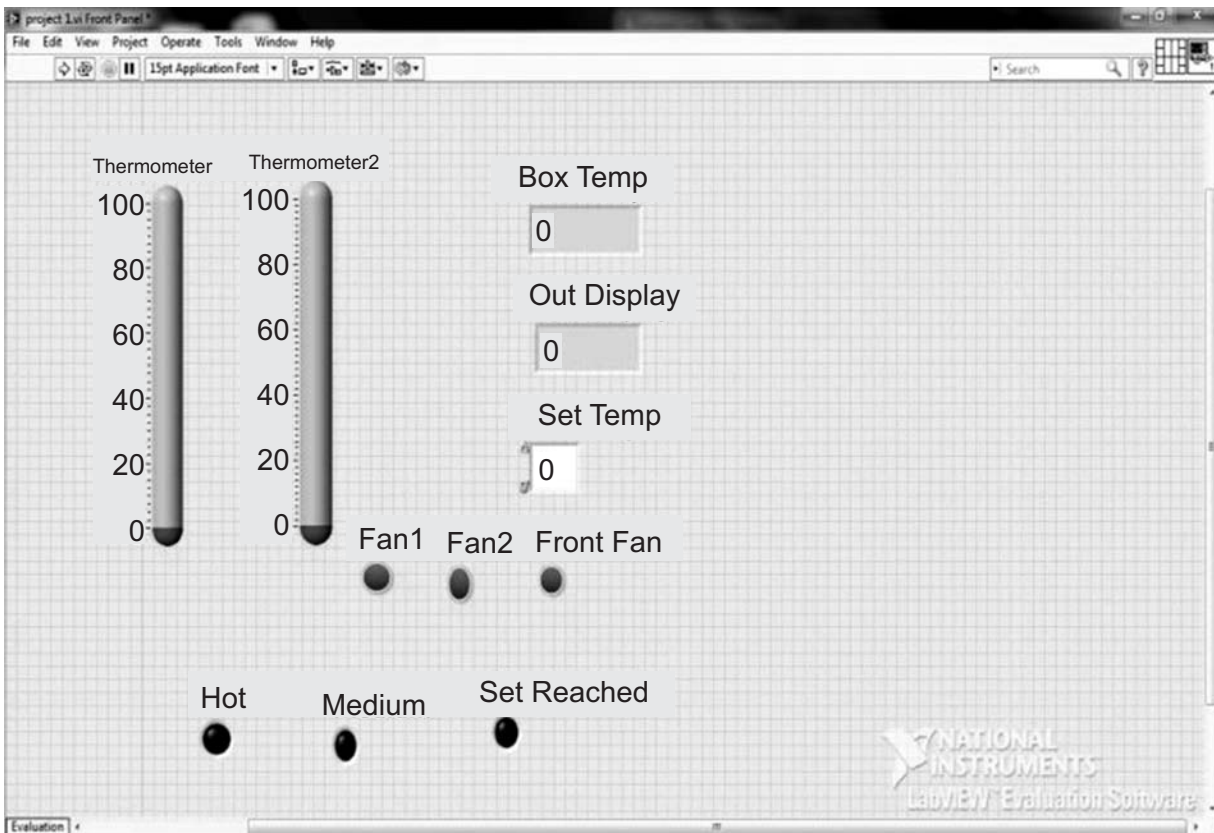 project 1.vi Front Panel *
File Edit View Project Operate Tools Window Help
15pt Application Font
Search
?
Thermometer
Thermometer2
100
80
60
40
20
0
100
80
60
40
20
0
Box Temp
0
Out Display
0
Set Temp
0
Fan1
Fan2
Front Fan
Hot
Medium
Set Reached
NATIONAL
INSTRUMENTS
LabVIEW™ Evaluation Software
Evaluation